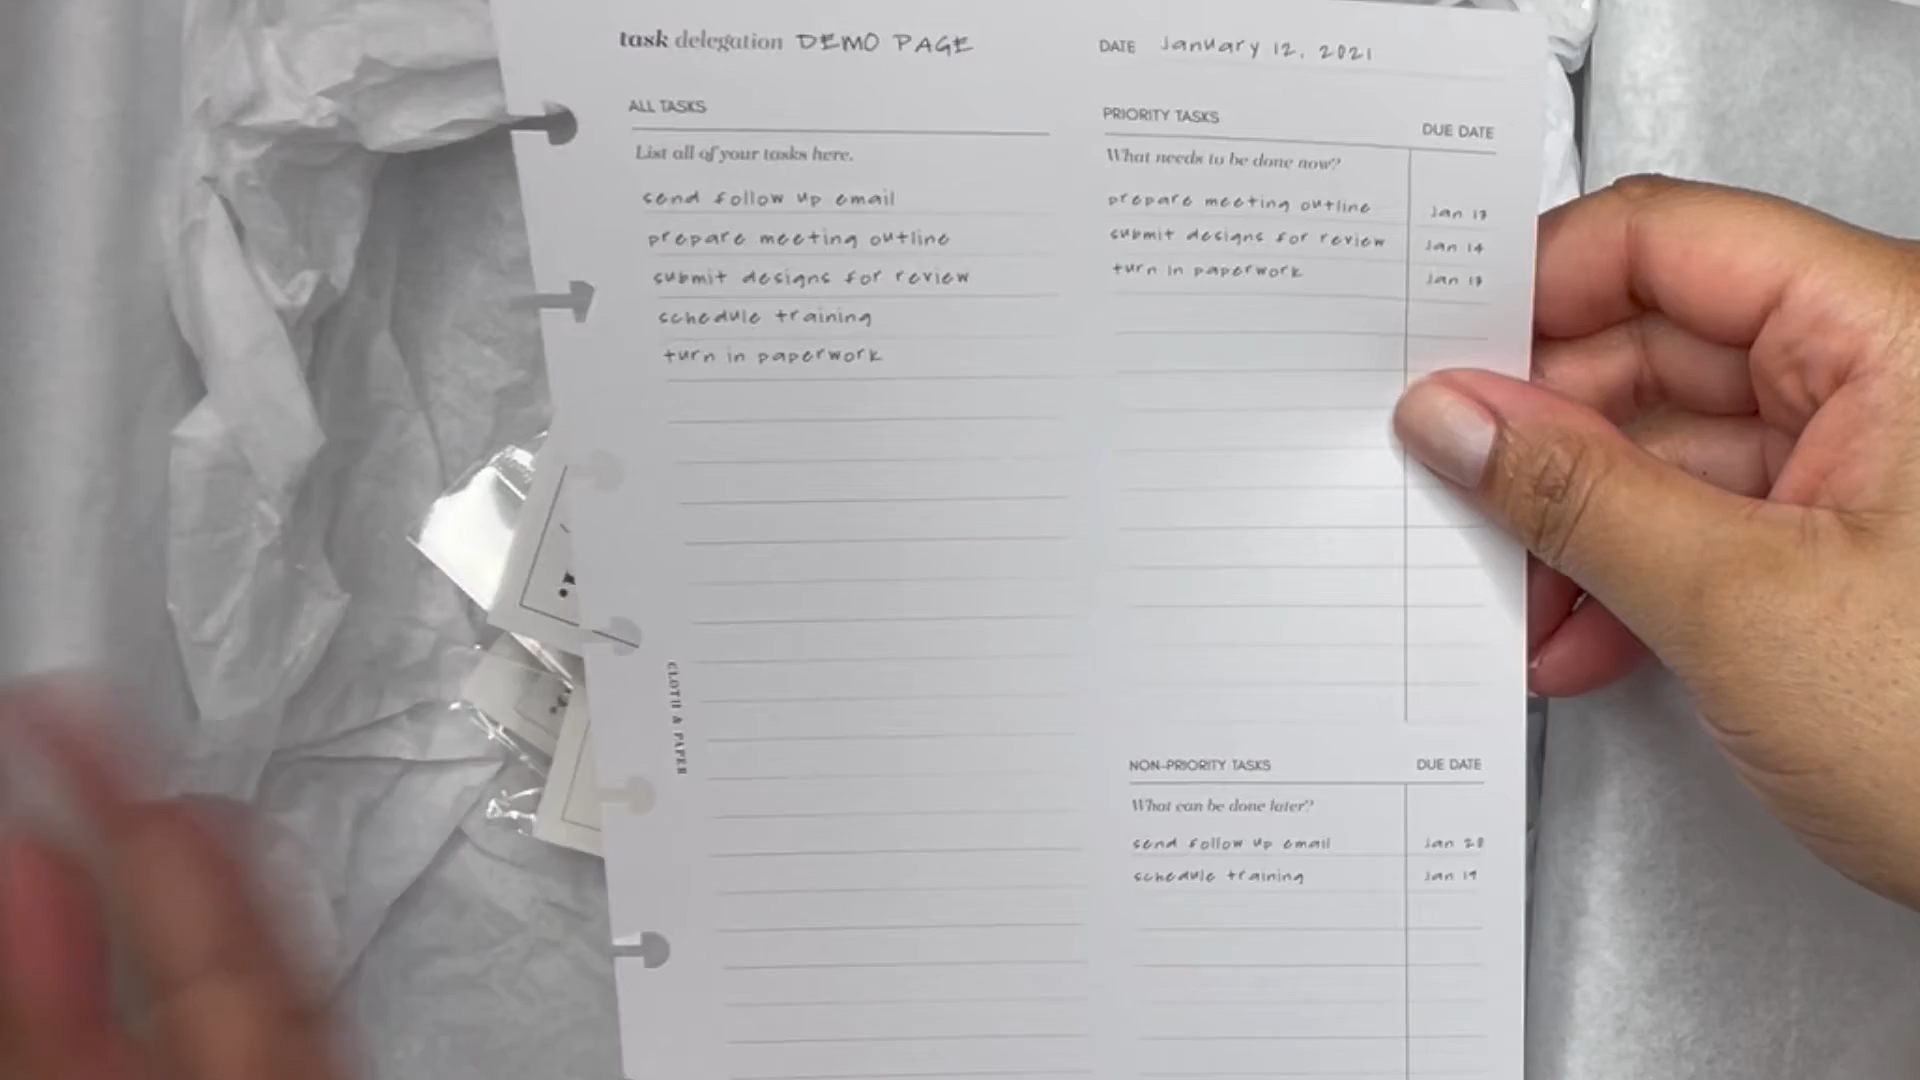 task delegation DEMO PAGE
DATE January 12, 2021
ALL TASKS
List all of your tasks here.
send follow up email
prepare meeting outline
submit designs for review
schedule training
turn in paperwork
PRIORITY TASKS DUE DATE
What needs to be done now?
prepare meeting outline Jan 13
submit designs for review Jan 14
turn in paperwork Jan
NON-PRIORITY TASKS DUE DATE
What can be done later?
send follow up email Jan 20
schedule training Jan 19
CLOTH & PAPER